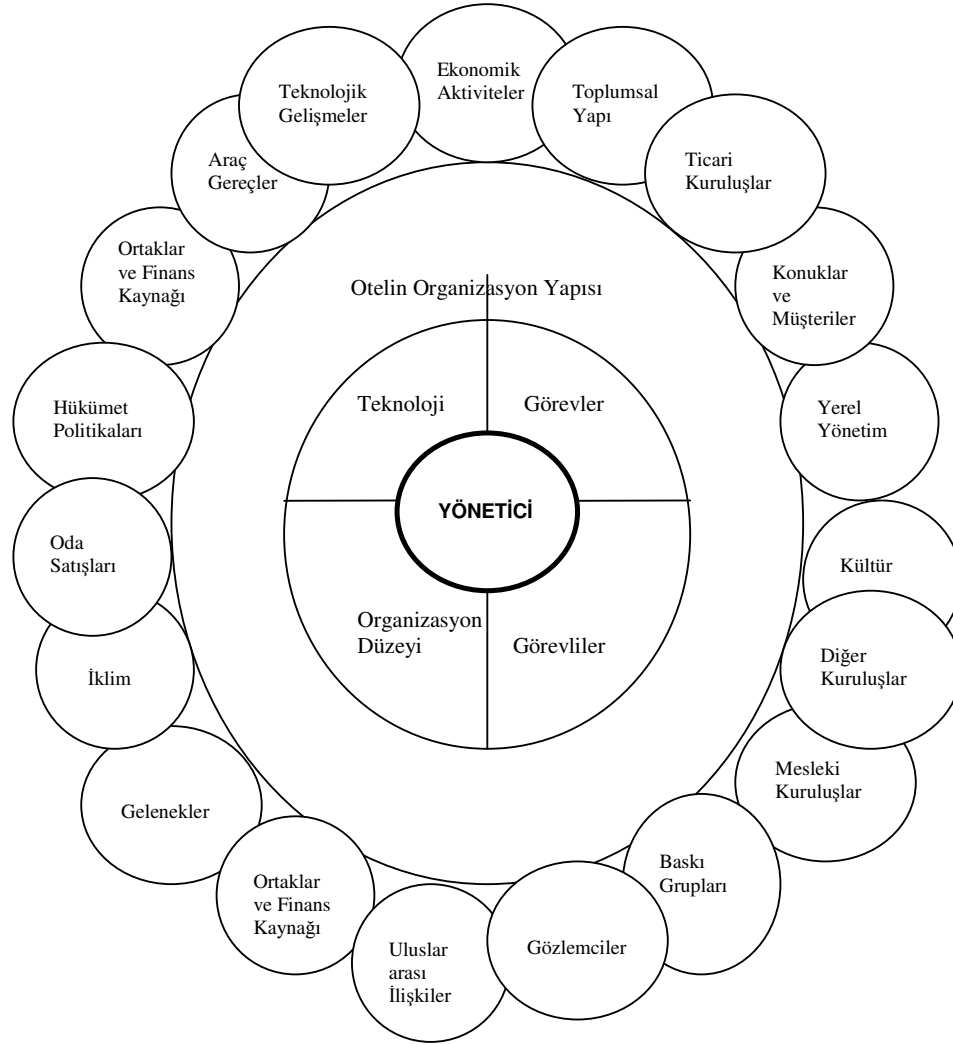 Ekonomik
Aktiviteler
Toplumsal
Yapı
Ticari
Kuruluşlar
Konuklar
ve
Müşteriler
Yerel
Yönetim
Kültür
Diğer
Kuruluşlar
Mesleki
Kuruluşlar
Baskı
Grupları
Gözlemciler
Uluslar
arası
İlişkiler
Ortaklar
ve Finans
Kaynağı
Gelenekler
İklim
Oda
Satışları
Hükümet
Politikaları
Ortaklar
ve Finans
Kaynağı
Araç
Gereçler
Teknolojik
Gelişmeler
Otelin Organizasyon Yapısı
Teknoloji
Görevler
YÖNETİCİ
Organizasyon
Düzeyi
Görevliler